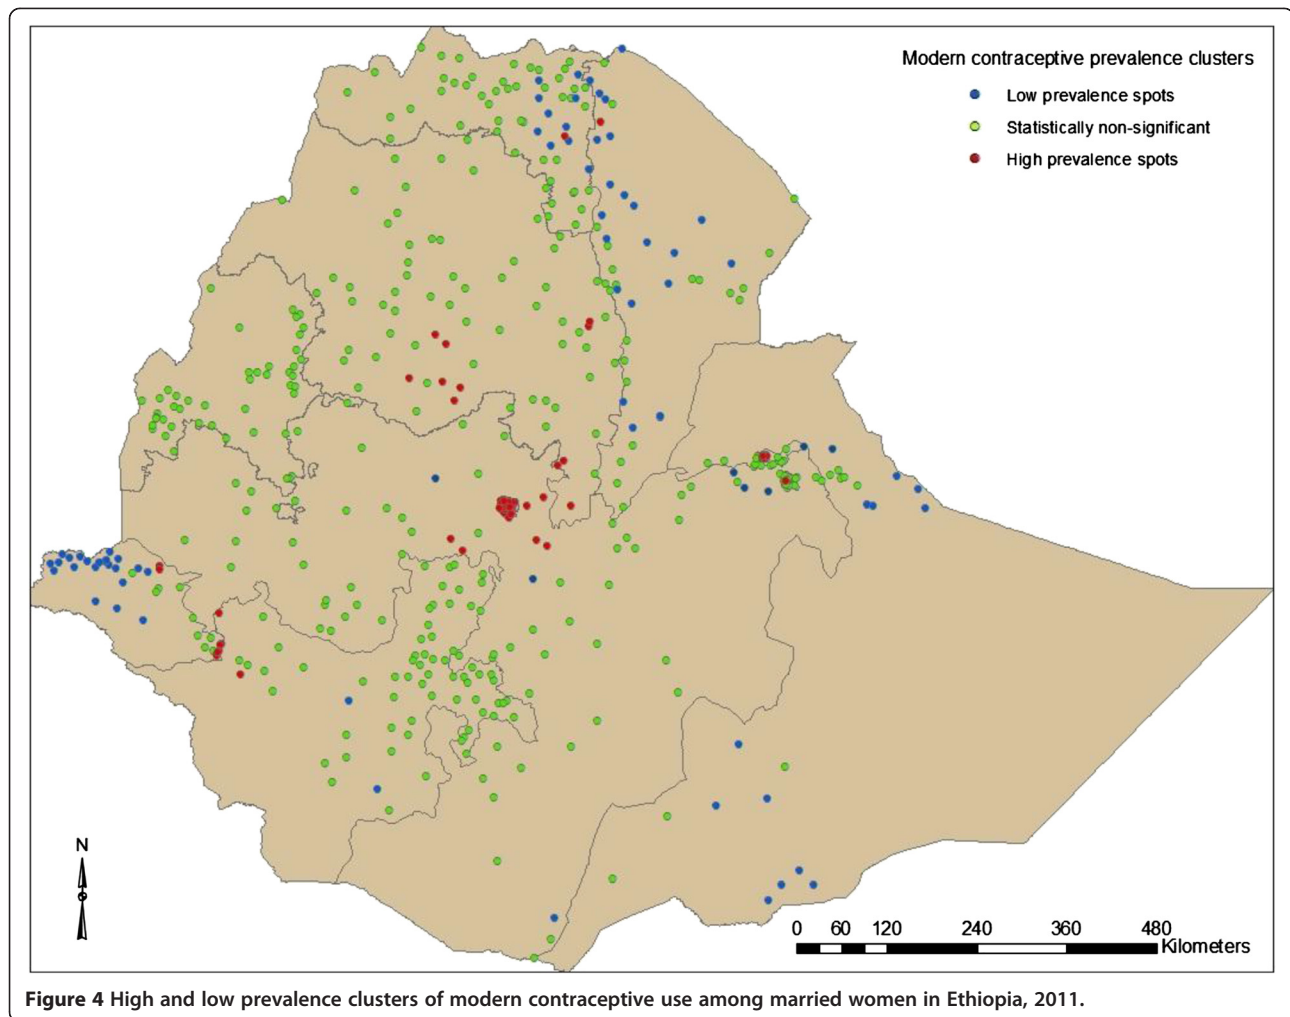 Modern contraceptive prevalence clusters
Low prevalence spots
Statistically non-significant
High prevalence spots
N
0 60 120 240 360 480
Kilometers
Figure 4 High and low prevalence clusters of modern contraceptive use among married women in Ethiopia, 2011.